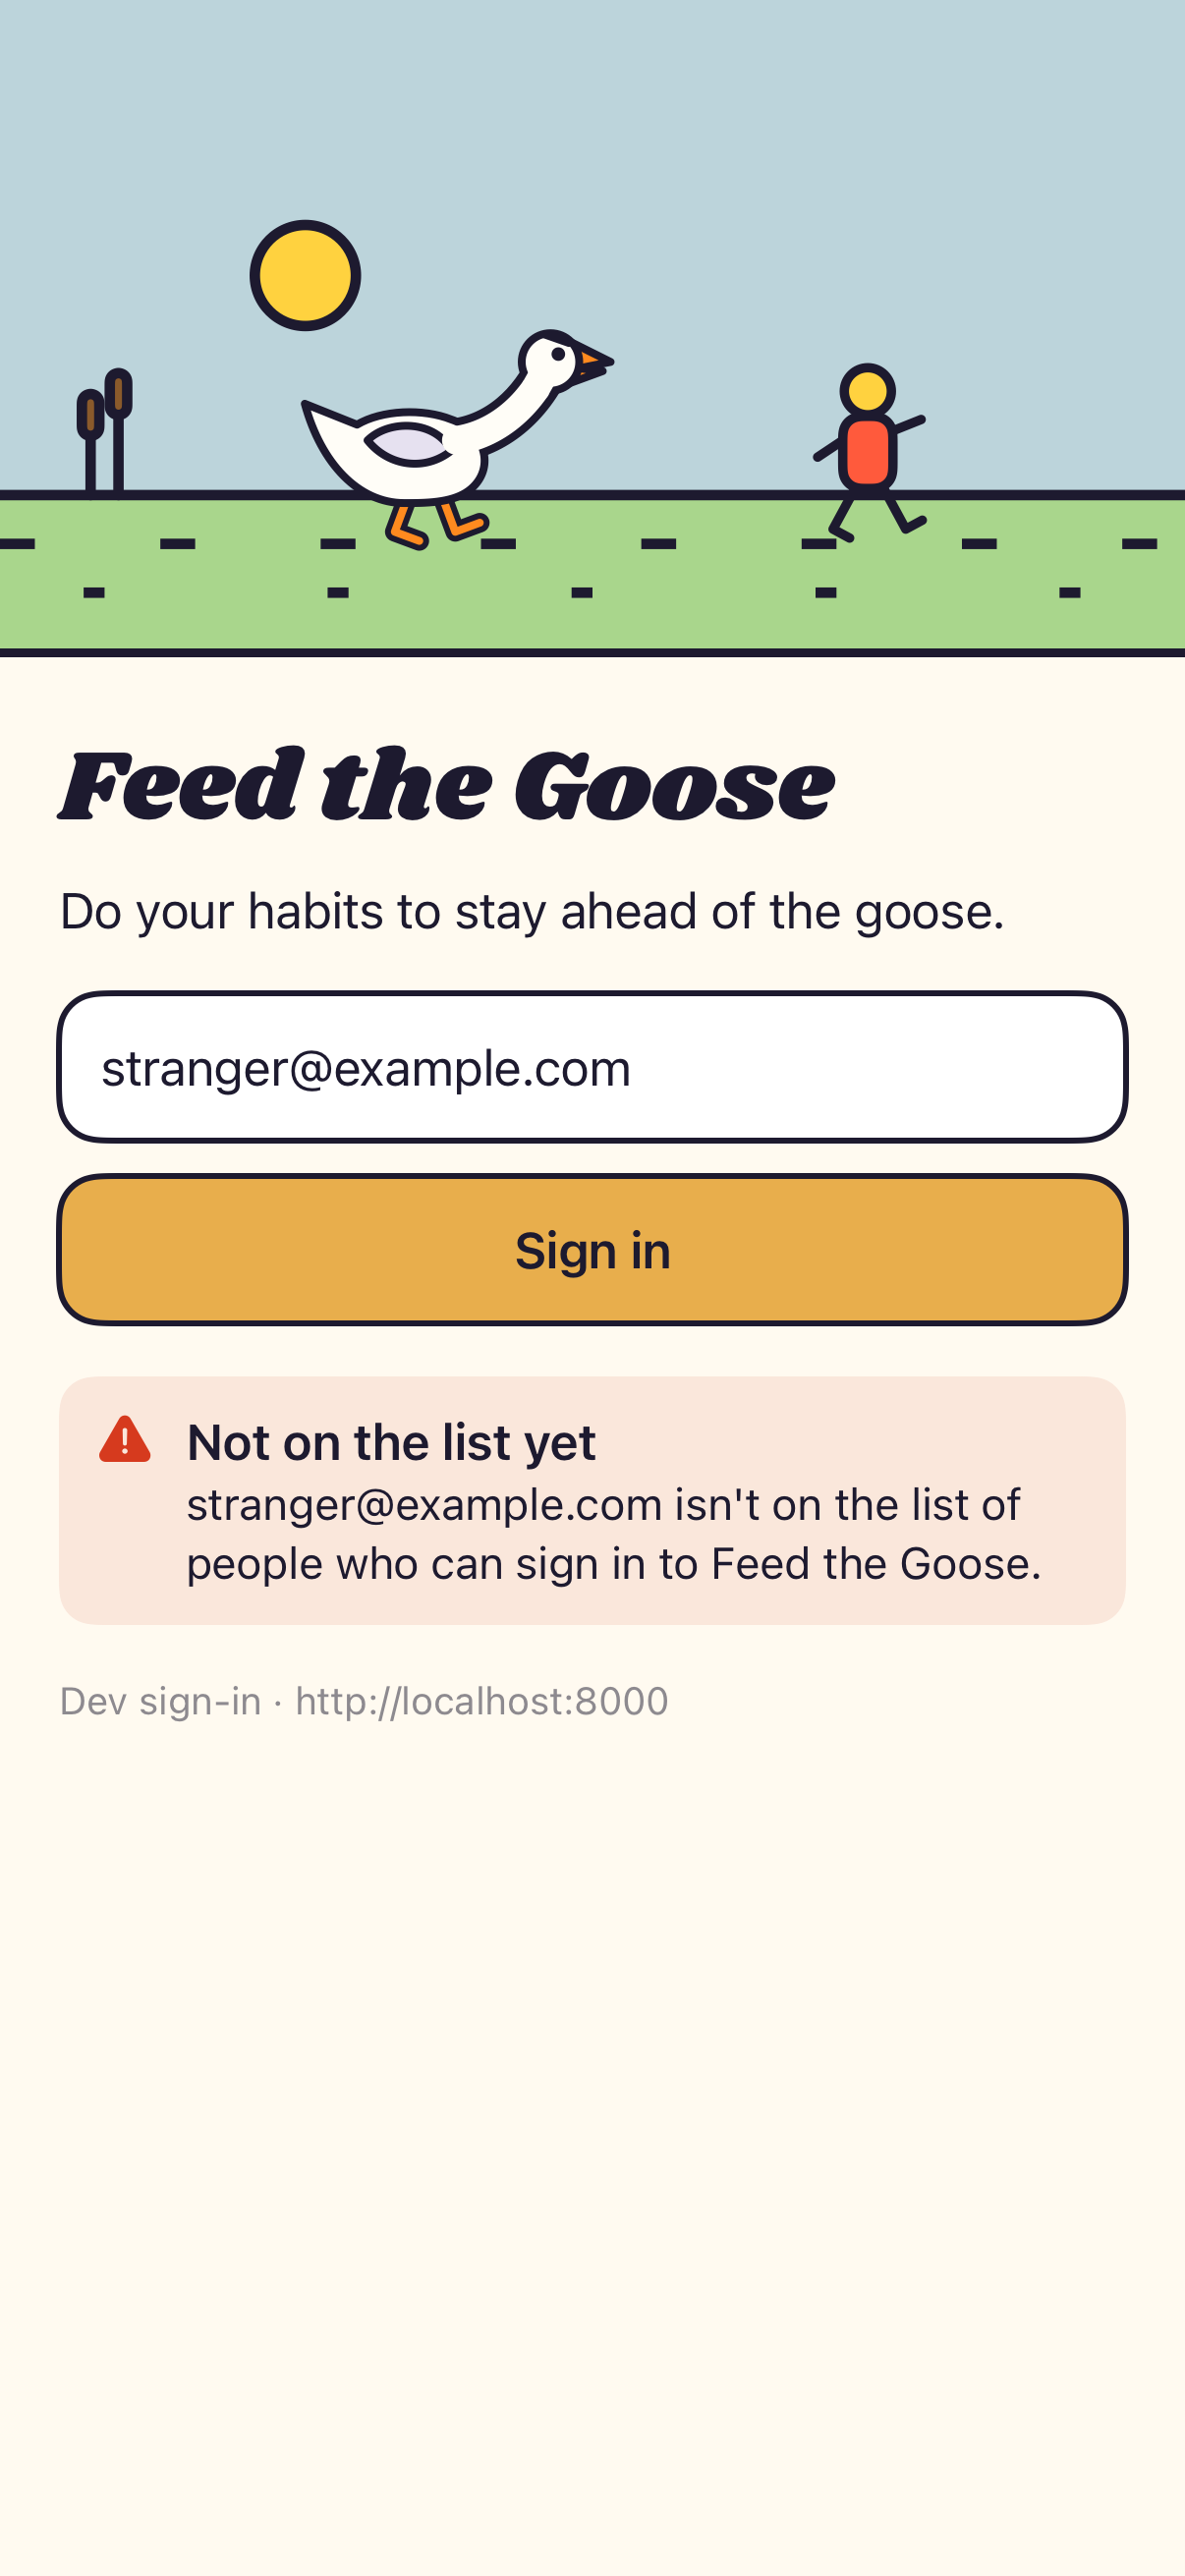 Feed the Goose
Do your habits to stay ahead of the goose.
stranger@example.com
Sign in
Not on the list yet
stranger@example.com isn't on the list of
people who can sign in to Feed the Goose.
Dev sign-in · http://localhost:8000